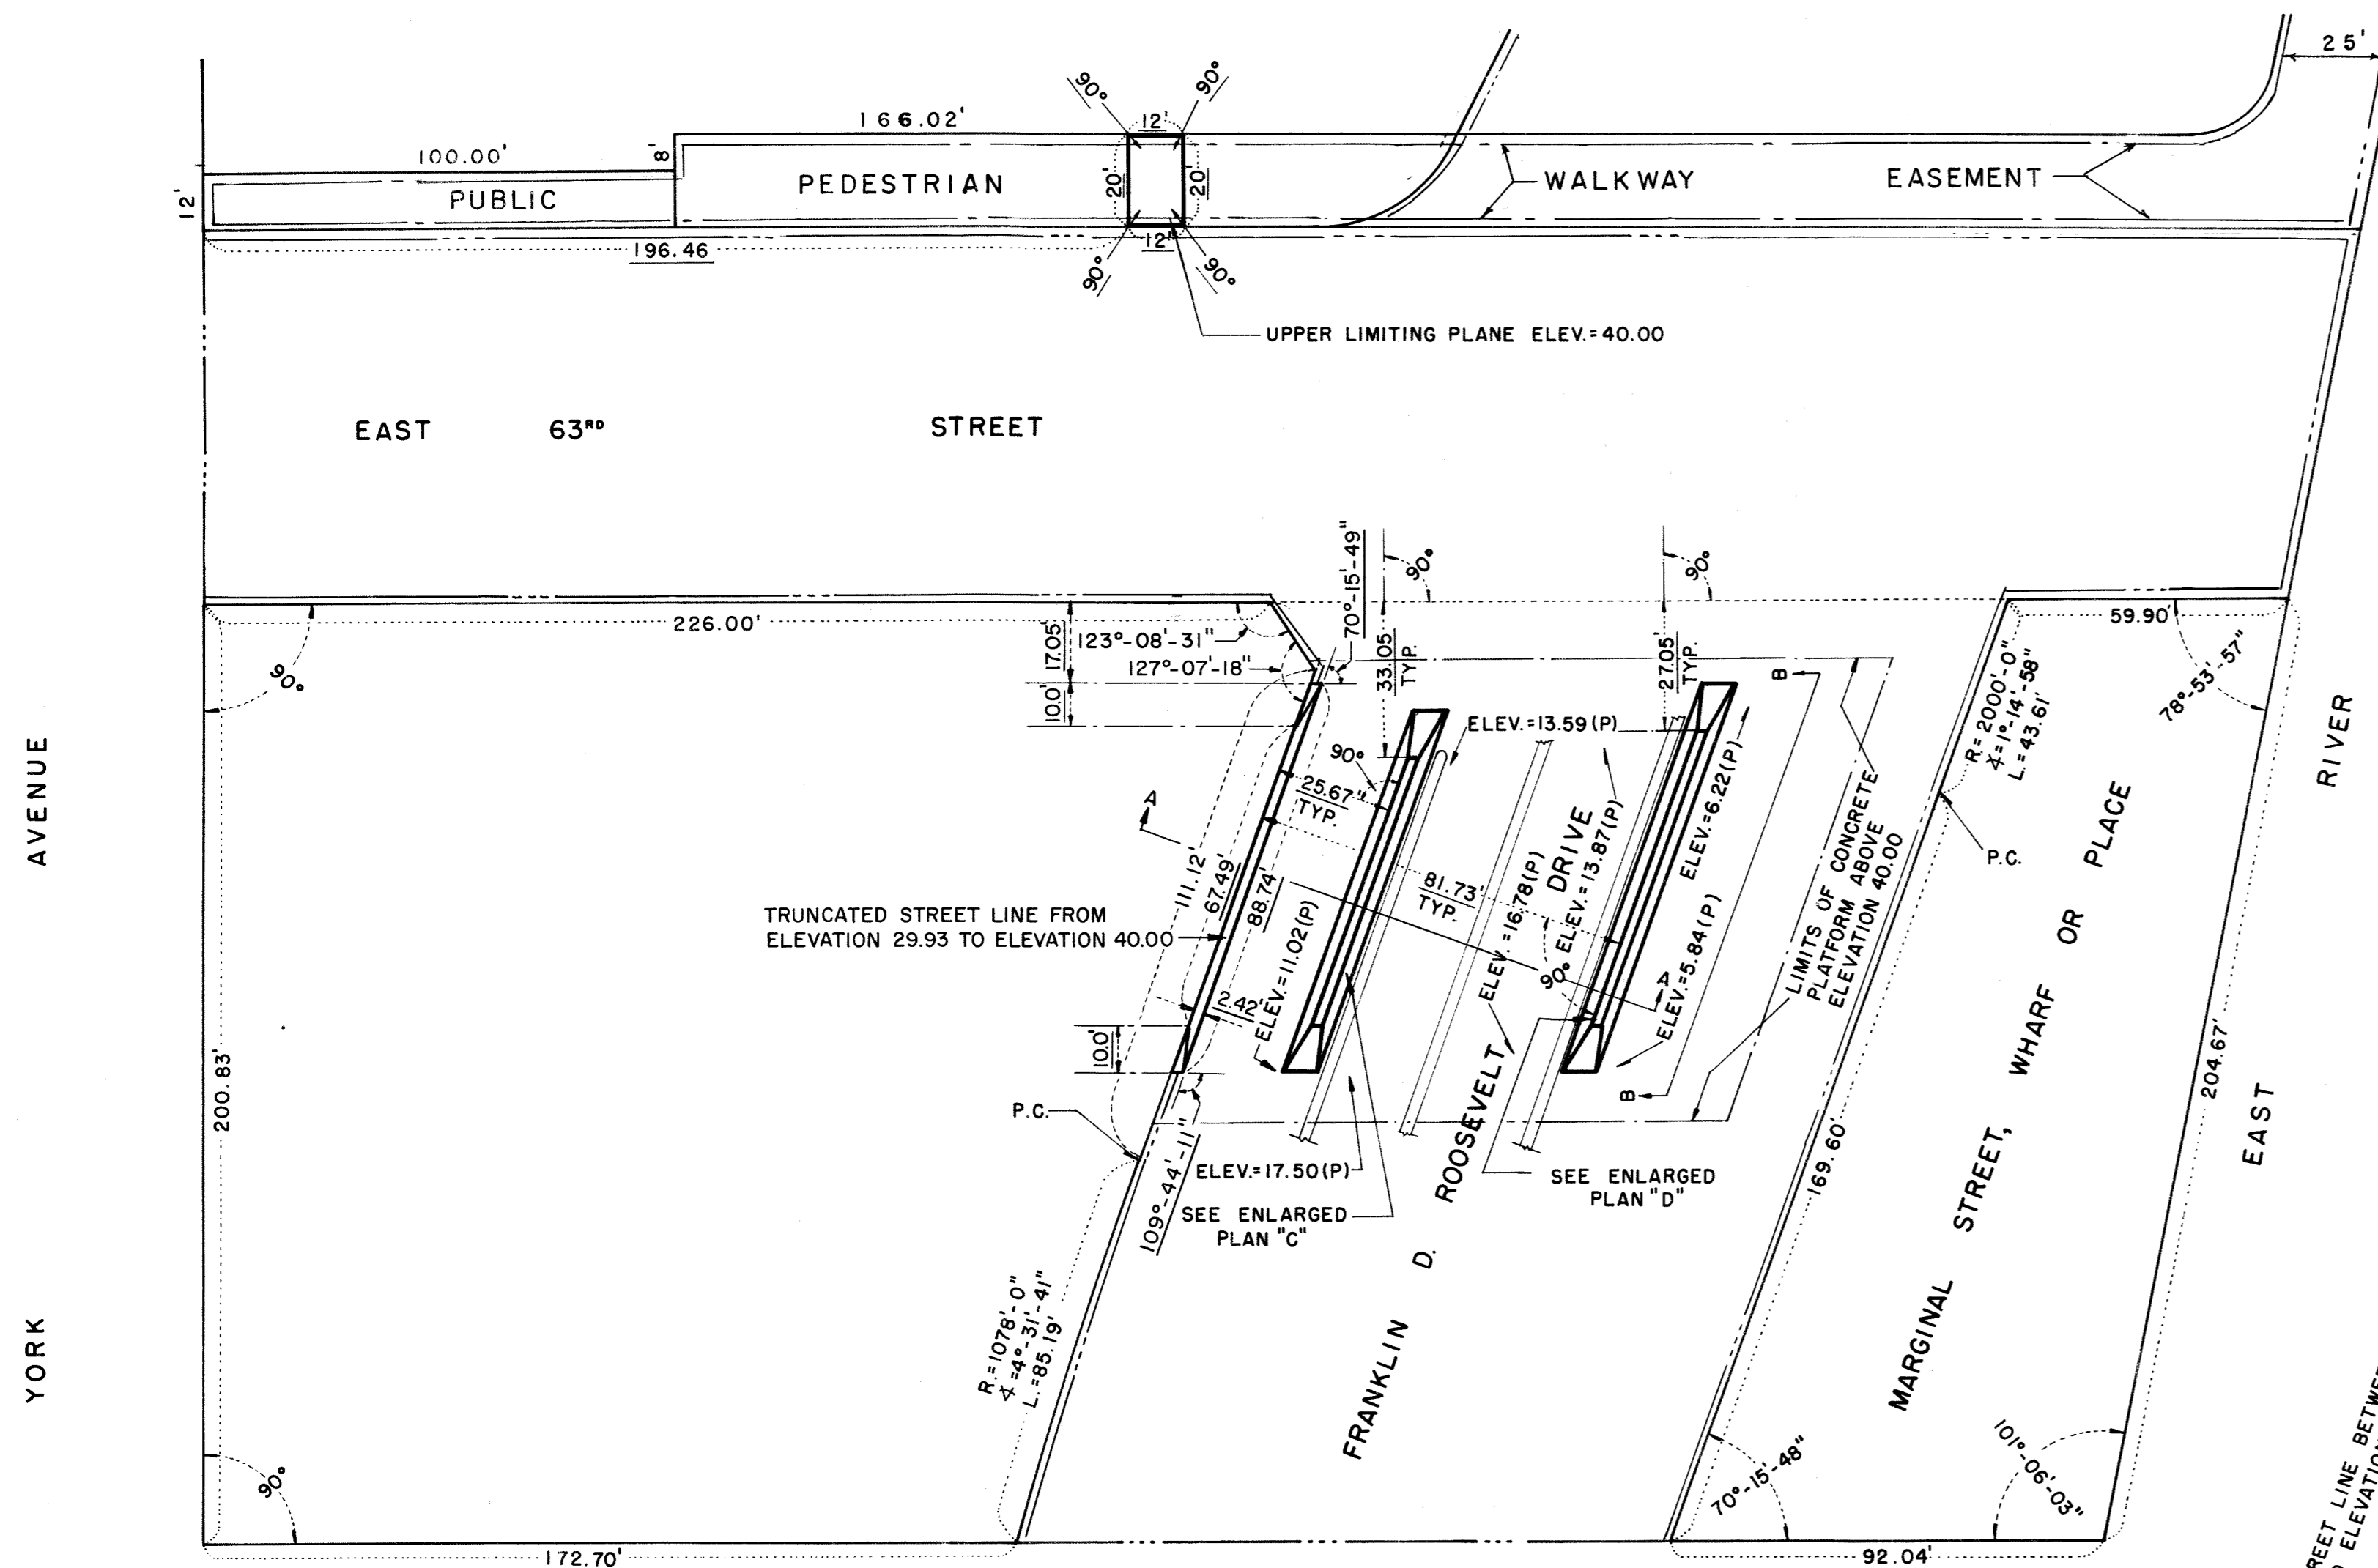 25'
90°
90°
166.02'
12'
100.00'
8'
12'
PUBLIC
PEDESTRIAN
20'
20'
WALKWAY
EASEMENT
196.46
12'
90°
90°
UPPER LIMITING PLANE ELEV.=40.00
EAST 63RD STREET
70°-15'-49"
90°
90°
226.00'
59.90'
17.05'
123°-08'-31"
127°-07'-18"
10.0'
33.05
TYP.
27.05'
TYP.
B
90°
R=2000'-0"
∡=1°-14'-58"
L=43.61'
78°-53'-57"
RIVER
AVENUE
ELEV.=13.59(P)
90°
25.67'
TYP.
A
111.12'
67.49'
88.74'
81.73'
TYP.
DRIVE
ELEV.=13.87(P)
ELEV.=6.22(P)
ELEV.=16.78(P)
ELEV.=11.02(P)
ELEV.=5.84(P)
LIMITS OF CONCRETE
PLATFORM ABOVE
ELEVATION 40.00
P.C.
PLACE
OR
WHARF
TRUNCATED STREET LINE FROM
ELEVATION 29.93 TO ELEVATION 40.00
90°
A
2.42'
10.0'
B
200.83'
204.67'
EAST
P.C.
109°-44'-11"
ELEV.=17.50(P)
SEE ENLARGED
PLAN "C"
SEE ENLARGED
PLAN "D"
169.60'
ROOSEVELT
D.
FRANKLIN
STREET,
MARGINAL
R.=1078'-0"
∡=4°-31'-41"
L.=85.19'
YORK
90°
70°-15'-48"
101°-06'-03"
172.70'
92.04'
LINE
ELEVATION